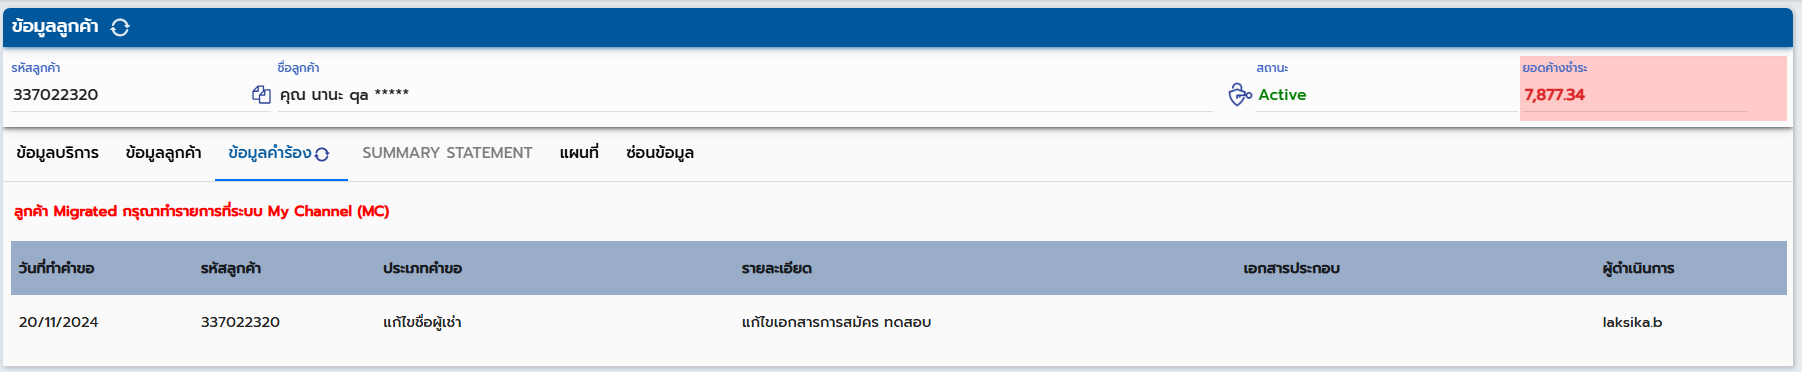 ข้อมูลลูกค้า
รหัสลูกค้า ชื่อลูกค้า สถานะ ยอดค้างชำระ
337022320 คุณ นานะ qa ***** Active 7,877.34
ข้อมูลบริการ ข้อมูลลูกค้า ข้อมูลคำร้อง SUMMARY STATEMENT แผนที่ ซ่อนข้อมูล
ลูกค้า Migrated กรุณาทำรายการที่ระบบ My Channel (MC)
วันที่ทำคำขอ รหัสลูกค้า ประเภทคำขอ รายละเอียด เอกสารประกอบ ผู้ดำเนินการ
20/11/2024 337022320 แก้ไขชื่อผู้เช่า แก้ไขเอกสารการสมัคร ทดสอบ laksika.b